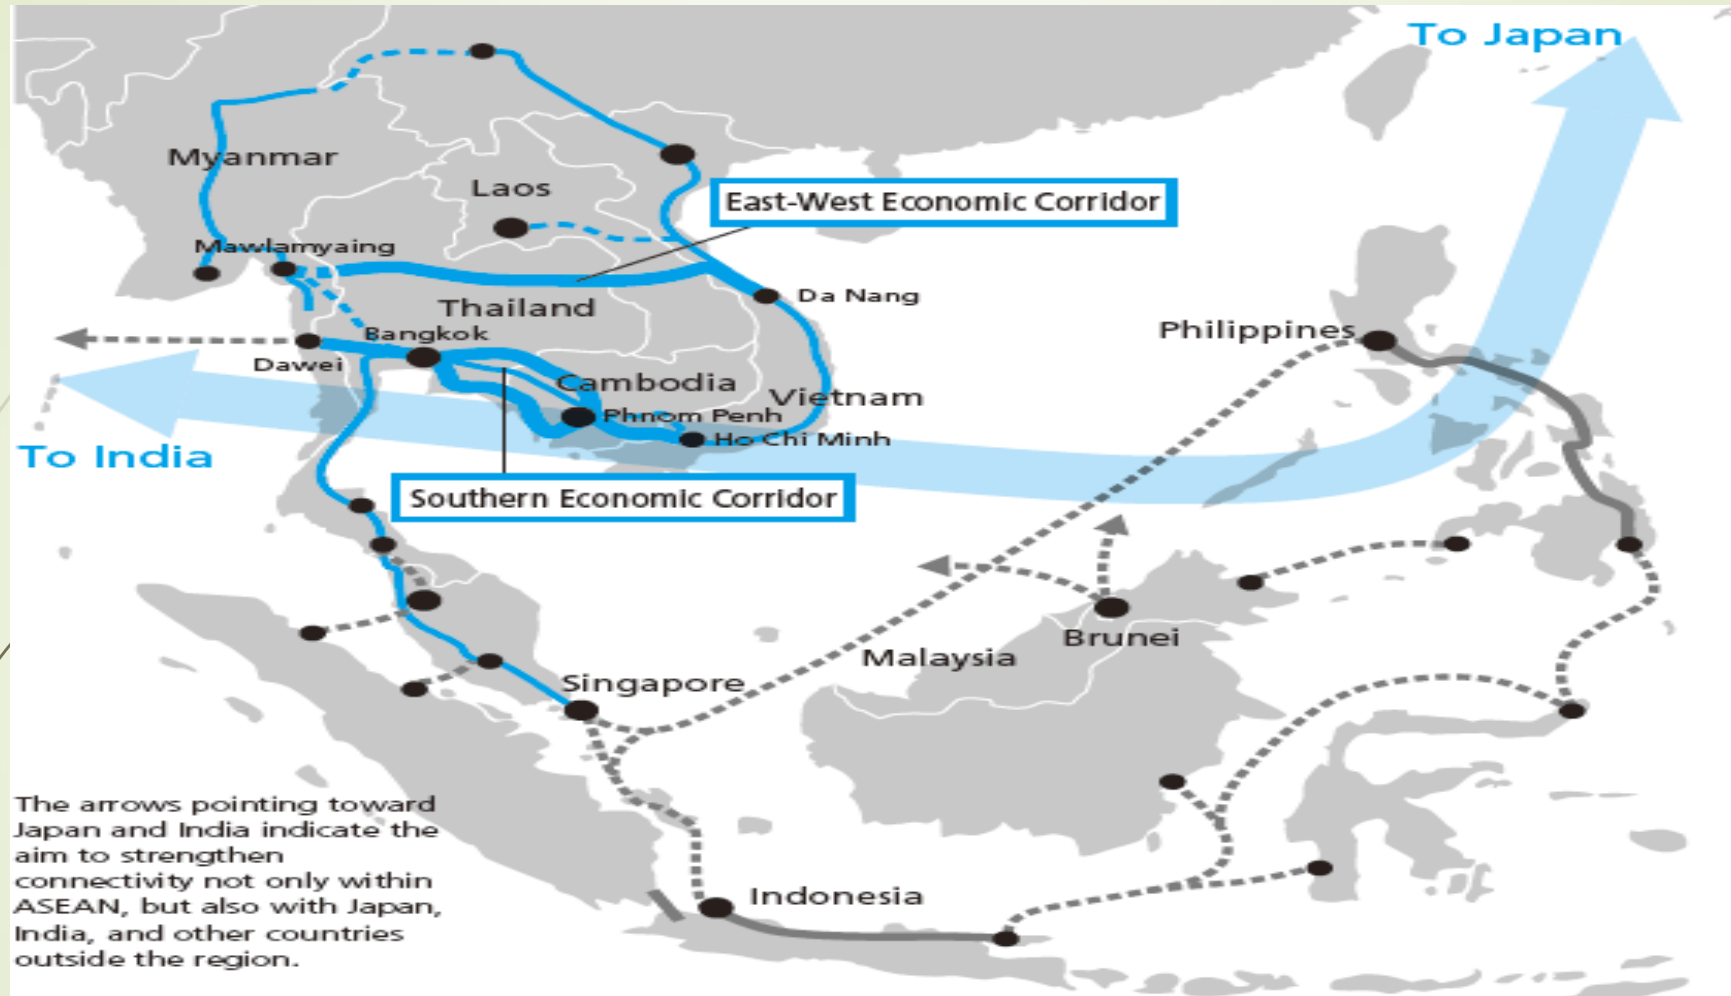 To Japan
Myanmar
Laos
East-West Economic Corridor
Mawlamyaing
Da Nang
Thailand
Bangkok
Philippines
Dawei
Cambodia
Vietnam
Phnom Penh
Ho Chi Minh
To India
Southern Economic Corridor
Brunei
Malaysia
Singapore
Indonesia
The arrows pointing toward
Japan and India indicate the
aim to strengthen
connectivity not only within
ASEAN, but also with Japan,
India, and other countries
outside the region.